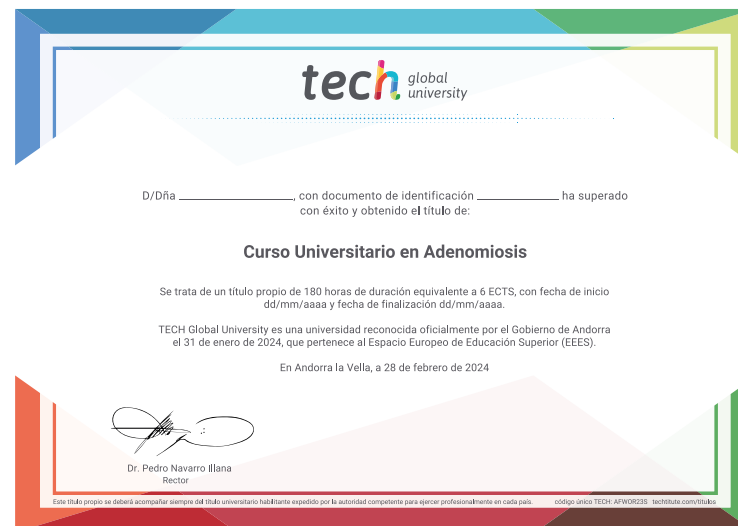 tech global university
D/Dña ____________________, con documento de identificación ______________ ha superado
con éxito y obtenido el título de:
Curso Universitario en Adenomiosis
Se trata de un título propio de 180 horas de duración equivalente a 6 ECTS, con fecha de inicio
dd/mm/aaaa y fecha de finalización dd/mm/aaaa.
TECH Global University es una universidad reconocida oficialmente por el Gobierno de Andorra
el 31 de enero de 2024, que pertenece al Espacio Europeo de Educación Superior (EEES).
En Andorra la Vella, a 28 de febrero de 2024
Dr. Pedro Navarro Illana
Rector
Este título propio se deberá acompañar siempre del título universitario habilitante expedido por la autoridad competente para ejercer profesionalmente en cada país. código único TECH: AFWOR23S techtitute.com/títulos